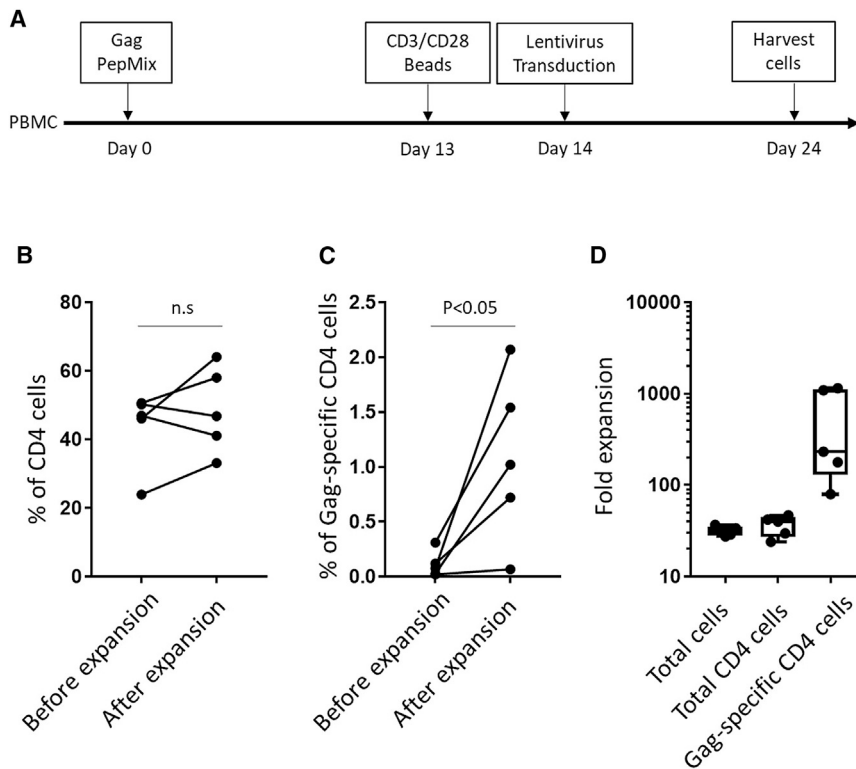 A
Gag
PepMix
CD3/CD28
Beads
Lentivirus
Transduction
Harvest
cells
PBMC
Day 0
Day 13
Day 14
Day 24
B
n.s
80
60
40
20
0
% of CD4 cells
Before expansion
After expansion
C
P<0.05
2.5
2.0
1.5
1.0
0.5
0.0
% of Gag-specific CD4 cells
Before expansion
After expansion
D
10000
1000
100
10
Fold expansion
Total cells
Total CD4 cells
Gag-specific CD4 cells